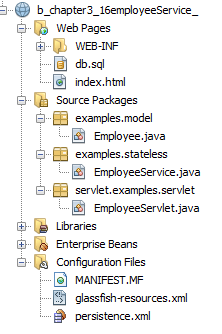 b_chapter3_16employeeService_
Web Pages
WEB-INF
db.sql
index.html
Source Packages
examples.model
Employee.java
examples.stateless
EmployeeService.java
servlet.examples.servlet
EmployeeServlet.java
Libraries
Enterprise Beans
Configuration Files
MANIFEST.MF
glassfish-resources.xml
persistence.xml